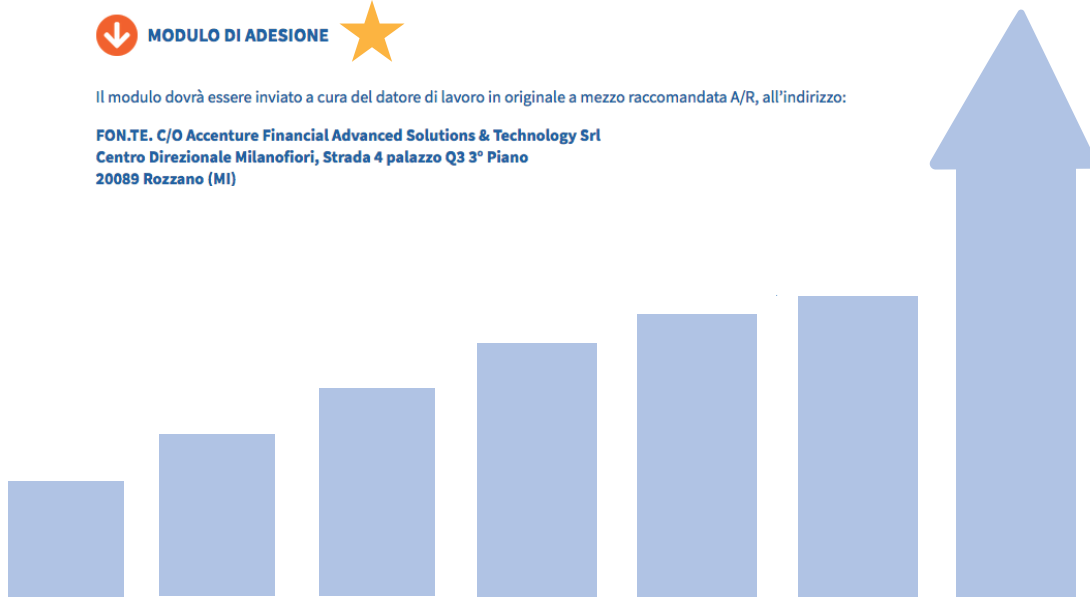 MODULO DI ADESIONE
Il modulo dovrà essere inviato a cura del datore di lavoro in originale a mezzo raccomandata A/R, all'indirizzo:
FON.TE. C/O Accenture Financial Advanced Solutions & Technology Srl
Centro Direzionale Milanofiori, Strada 4 palazzo Q3 3° Piano
20089 Rozzano (MI)